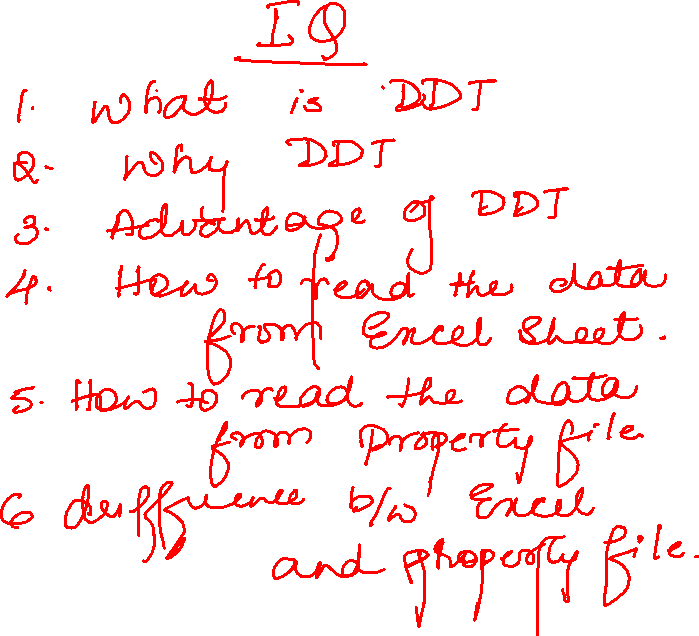 IQ
1. What is DDT
2. Why DDT
3. Advantage of DDT
4. How to read the data
from Excel Sheet.
5. How to read the data
from Property file
6 deifference b/w Excel
and property file.